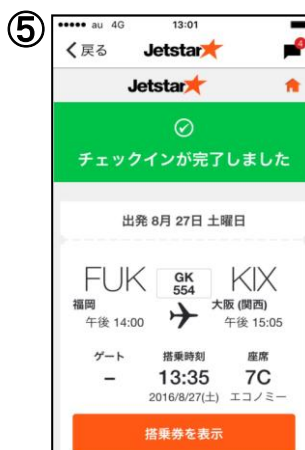 ⑤
au 4G 13:01
戻る Jetstar 4
Jetstar
チェックインが完了しました
出発 8月 27日 土曜日
FUK GK 554 KIX
福岡 大阪 (関西)
午後 14:00 午後 15:05
ゲート 搭乗時刻 座席
– 13:35 7C
2016/8/27(土) エコノミー
搭乗券を表示